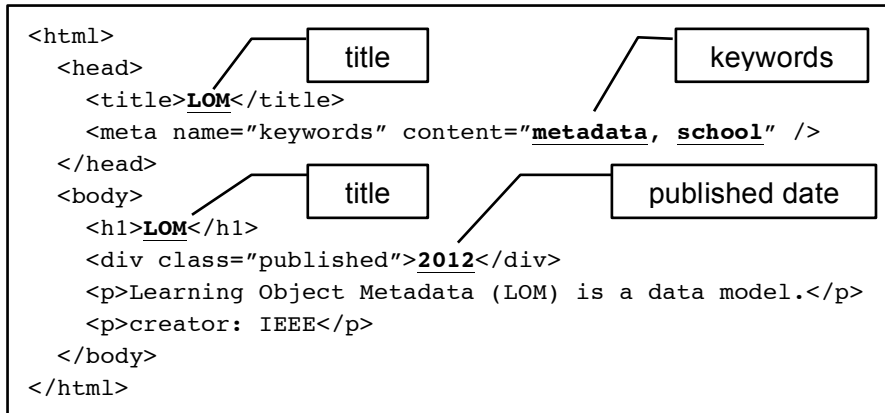 <html>
title
keywords
<head>
<title>LOM</title>
<meta name=”keywords” content=”metadata, school” />
</head>
<body>
title
published date
<h1>LOM</h1>
<div class=”published”>2012</div>
<p>Learning Object Metadata (LOM) is a data model.</p>
<p>creator: IEEE</p>
</body>
</html>